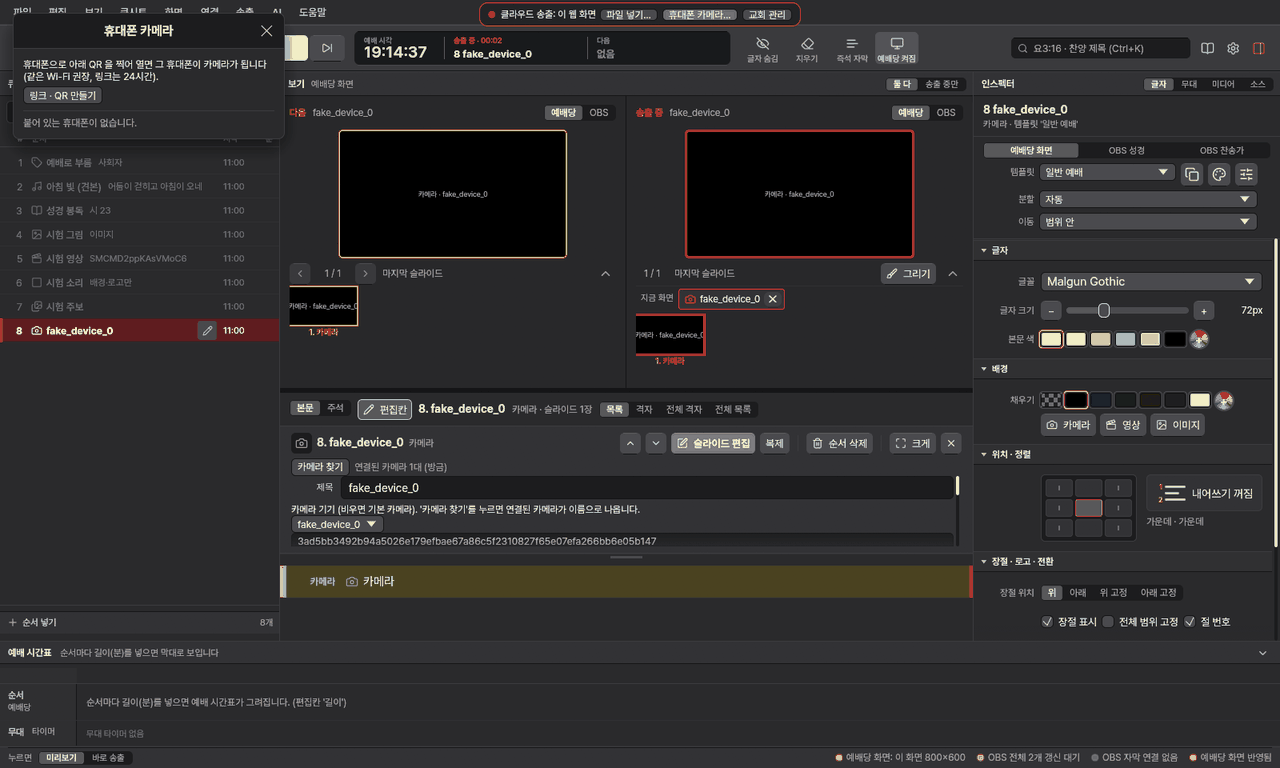 도움말
클라우드 송출: 이 웹 화면 파일 넣기... 휴대폰 카메라... 교회 관리
휴대폰 카메라
휴대폰으로 아래 QR 을 찍어 열면 그 휴대폰이 카메라가 됩니다
(같은 Wi-Fi 권장, 링크는 24시간).
링크 · QR 만들기
붙어 있는 휴대폰이 없습니다.
예배 시각
19:14:37
송출 중 · 00:02
8 fake_device_0
다음
없음
글자 숨김
지우기
즉석 자막
예배당 켜짐
요3:16 · 찬양 제목 (Ctrl+K)
보기 예배당 화면
둘 다 송출 중만
다음 fake_device_0
예배당 OBS
카메라 · fake_device_0
1 / 1 마지막 슬라이드
1. 카메라
송출 중 fake_device_0
예배당 OBS
카메라 · fake_device_0
1 / 1 마지막 슬라이드
그리기
지금 화면 fake_device_0
1. 카메라
1 예배로 부름 사회자 11:00
2 아침 빛 (견본) 어둠이 걷히고 아침이 오네 11:00
3 성경 봉독 시 23 11:00
4 시험 그림 이미지 11:00
5 시험 영상 SMCMD2ppKAsVMoC6 11:00
6 시험 소리 배경·로고만 11:00
7 시험 주보 11:00
8 fake_device_0 11:00
+ 순서 넣기
8개
본문 주석 편집칸 8. fake_device_0 카메라 · 슬라이드 1장 목록 격자 전체 격자 전체 목록
8. fake_device_0 카메라
슬라이드 편집 복제 순서 삭제 크게
카메라 찾기 연결된 카메라 1대 (방금)
제목 fake_device_0
카메라 기기 (비우면 기본 카메라). '카메라 찾기'를 누르면 연결된 카메라가 이름으로 나옵니다.
fake_device_0
3ad5bb3492b94a5026e179efbae67a86c5f2310827f65e07efa266bb6e05b147
카메라 카메라
인스펙터
글자 무대 미디어 소스
8 fake_device_0
카메라 · 템플릿 '일반 예배'
예배당 화면 OBS 성경 OBS 찬송가
템플릿 일반 예배
분할 자동
이동 범위 안
글자
글꼴 Malgun Gothic
글자 크기 − + 72px
본문 색
배경
채우기
카메라 영상 이미지
위치 · 정렬
내어쓰기 꺼짐
가운데 · 가운데
장절 · 로고 · 전환
장절 위치 위 아래 위 고정 아래 고정
장절 표시 전체 범위 고정 절 번호
예배 시간표 순서마다 길이(분)를 넣으면 막대로 보입니다
순서
예배당
순서마다 길이(분)를 넣으면 예배 시간표가 그려집니다. (편집칸 '길이')
무대 타이머
무대 타이머 없음
누르면 미리보기 바로 송출
예배당 화면: 이 화면 800×600
OBS 전체 2개 갱신 대기
OBS 자막 연결 없음
예배당 화면 반영됨